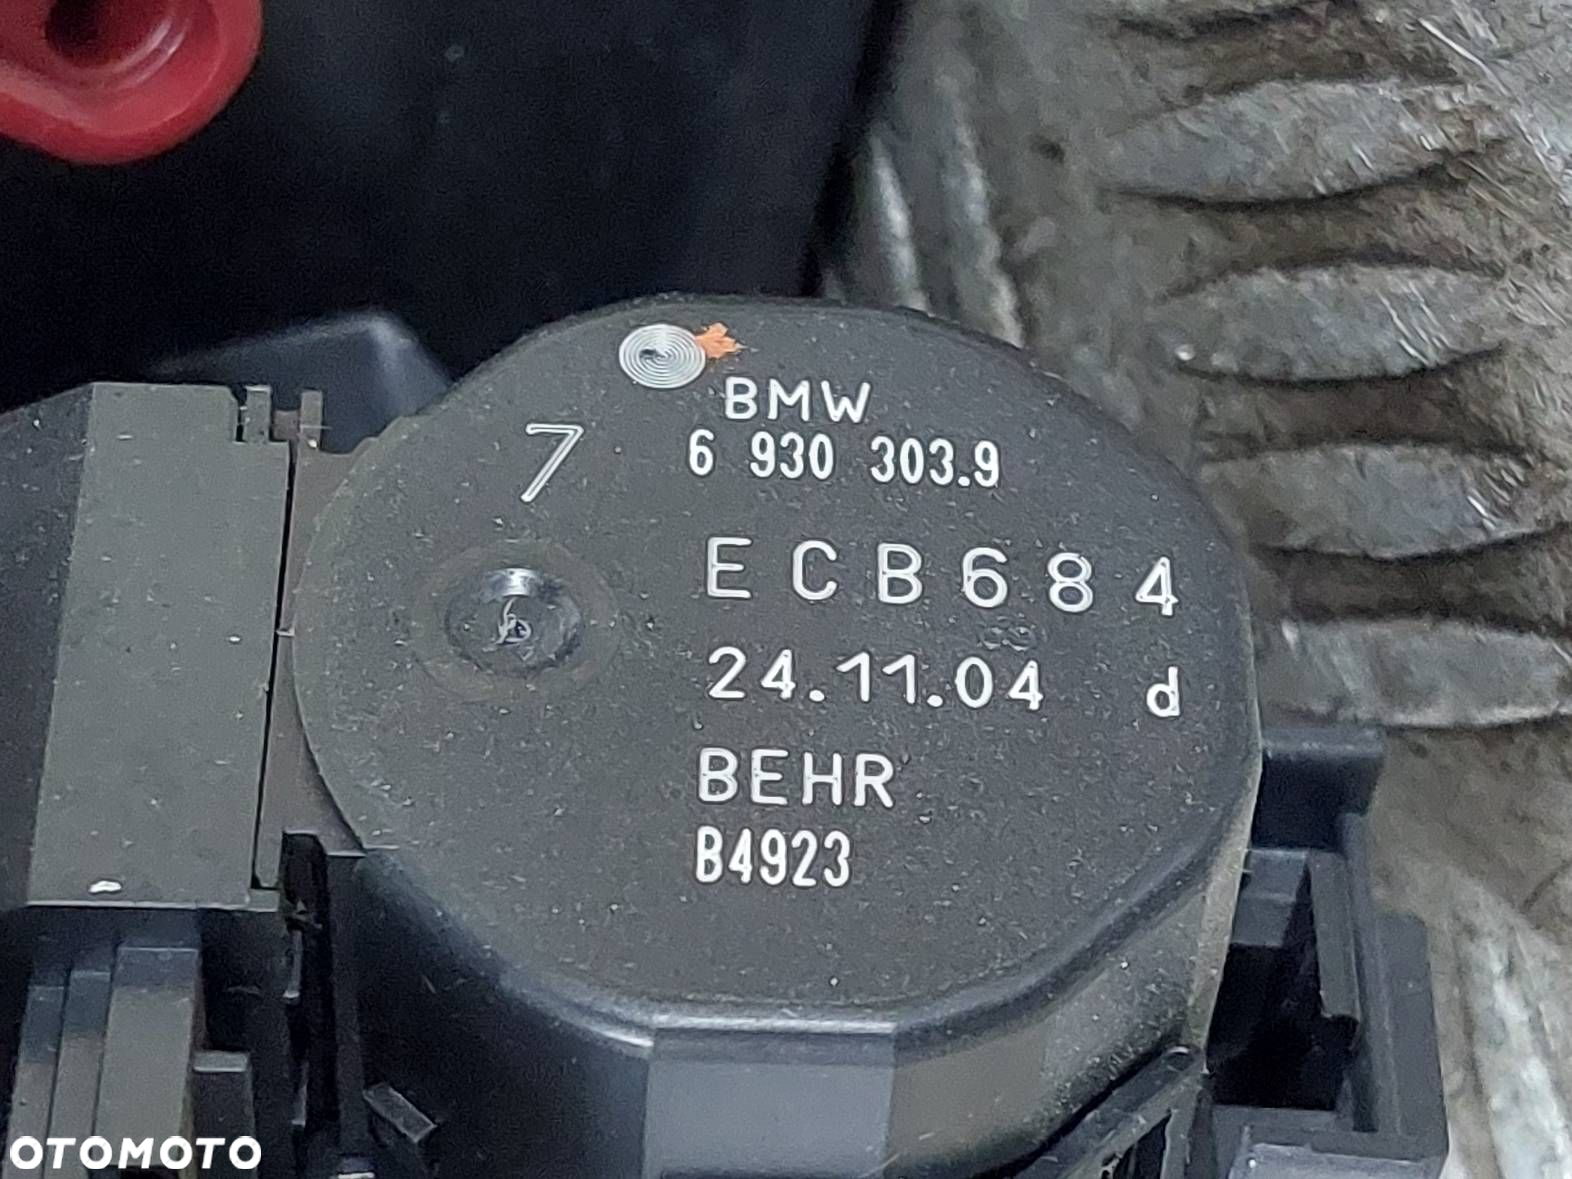 BMW
7
6 930 303.9
ECB684
24.11.04 d
BEHR
B4923
OTOMOTO